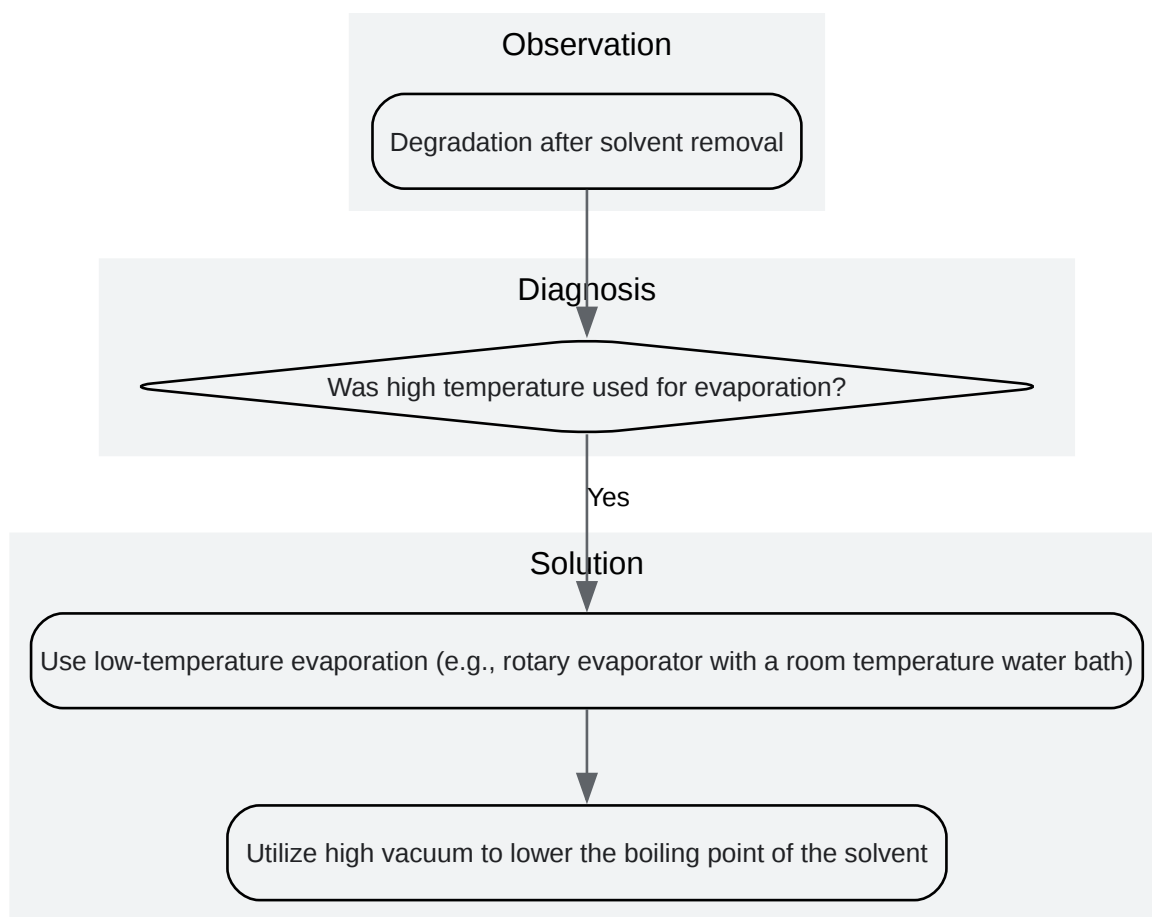 Observation
Degradation after solvent removal
Diagnosis
Was high temperature used for evaporation?
Yes
Solution
Use low-temperature evaporation (e.g., rotary evaporator with a room temperature water bath)
Utilize high vacuum to lower the boiling point of the solvent